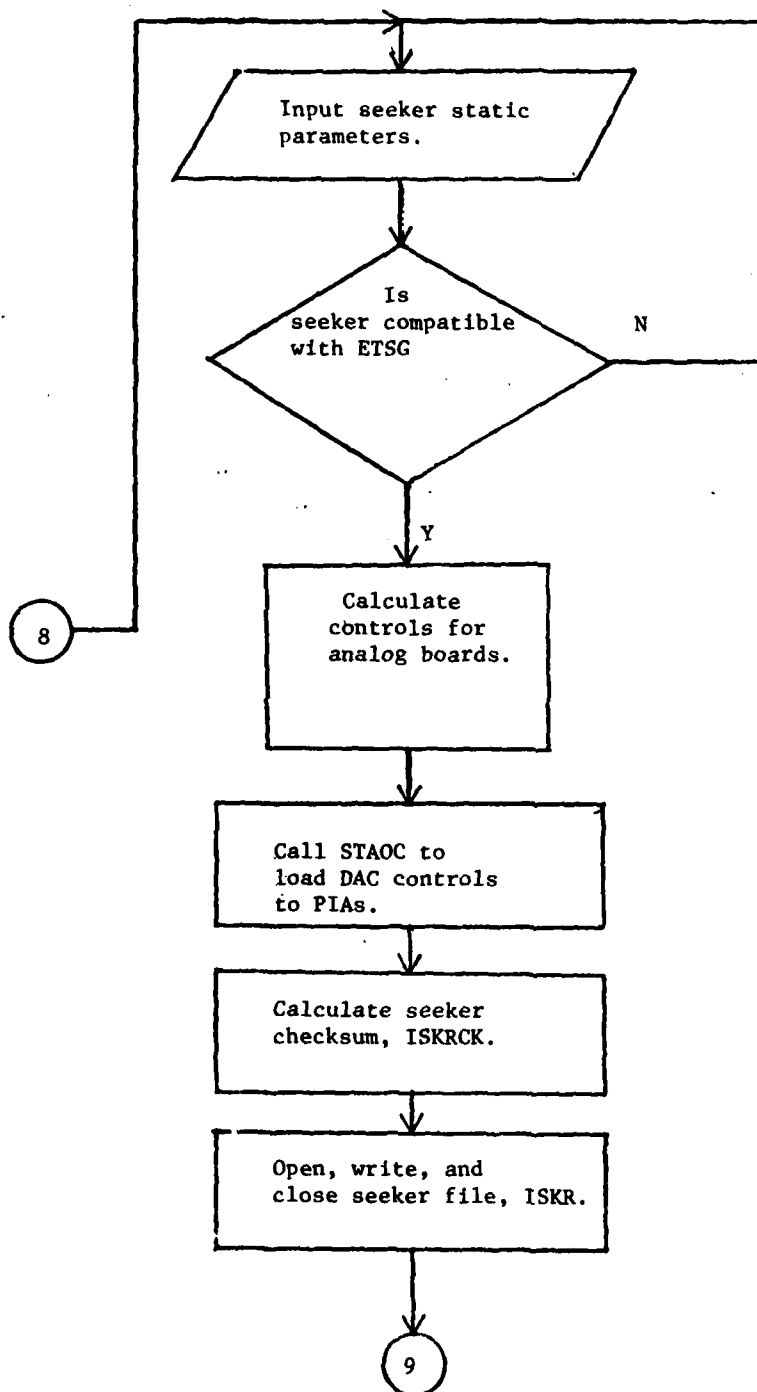 Input seeker static
parameters.
Is
seeker compatible
with ETSG
N
Y
Calculate
controls for
analog boards.
8
Call STAOC to
load DAC controls
to PIAs.
Calculate seeker
checksum, ISKRCK.
Open, write, and
close seeker file, ISKR.
9